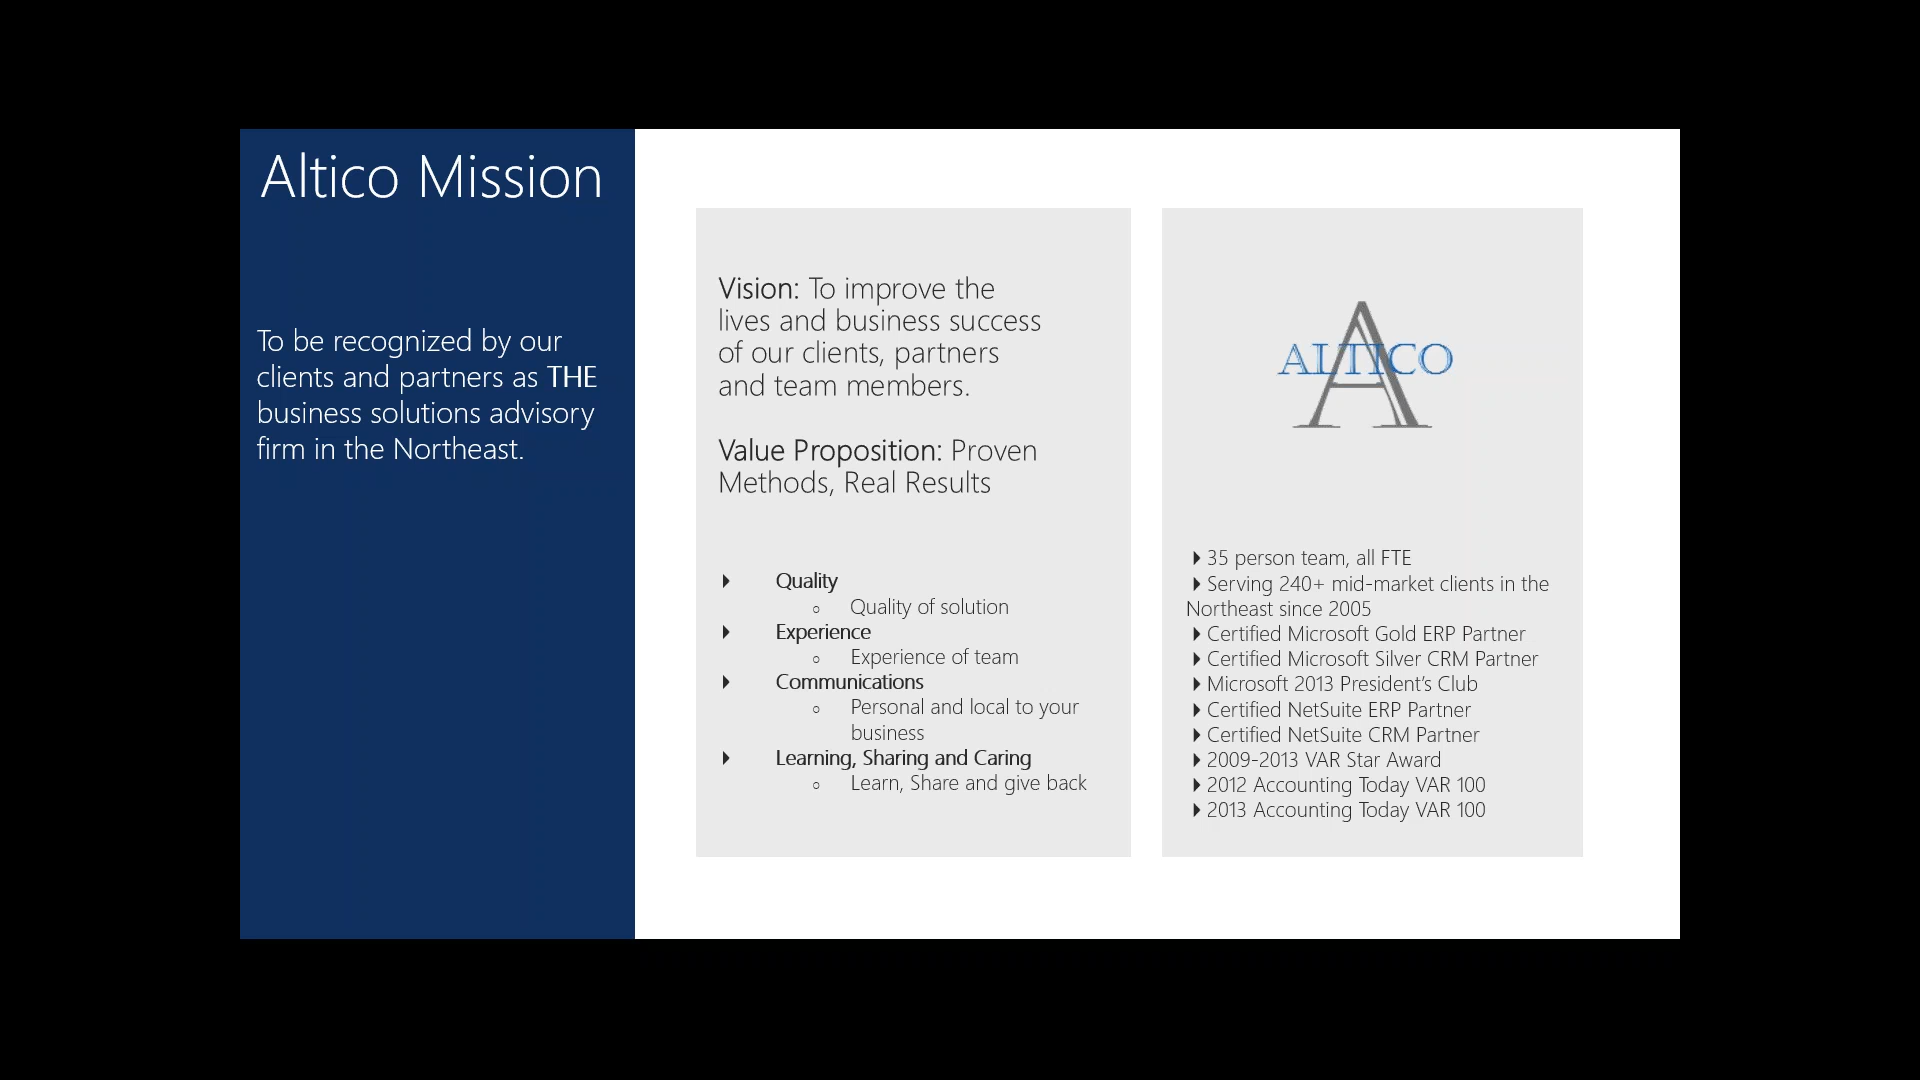 Altico Mission
To be recognized by our
clients and partners as THE
business solutions advisory
firm in the Northeast.
Vision: To improve the
lives and business success
of our clients, partners
and team members.
Value Proposition: Proven
Methods, Real Results
Quality
Quality of solution
Experience
Experience of team
Communications
Personal and local to your
business
Learning, Sharing and Caring
Learn, Share and give back
ALTICO
A
35 person team, all FTE
Serving 240+ mid-market clients in the
Northeast since 2005
Certified Microsoft Gold ERP Partner
Certified Microsoft Silver CRM Partner
Microsoft 2013 President’s Club
Certified NetSuite ERP Partner
Certified NetSuite CRM Partner
2009-2013 VAR Star Award
2012 Accounting Today VAR 100
2013 Accounting Today VAR 100